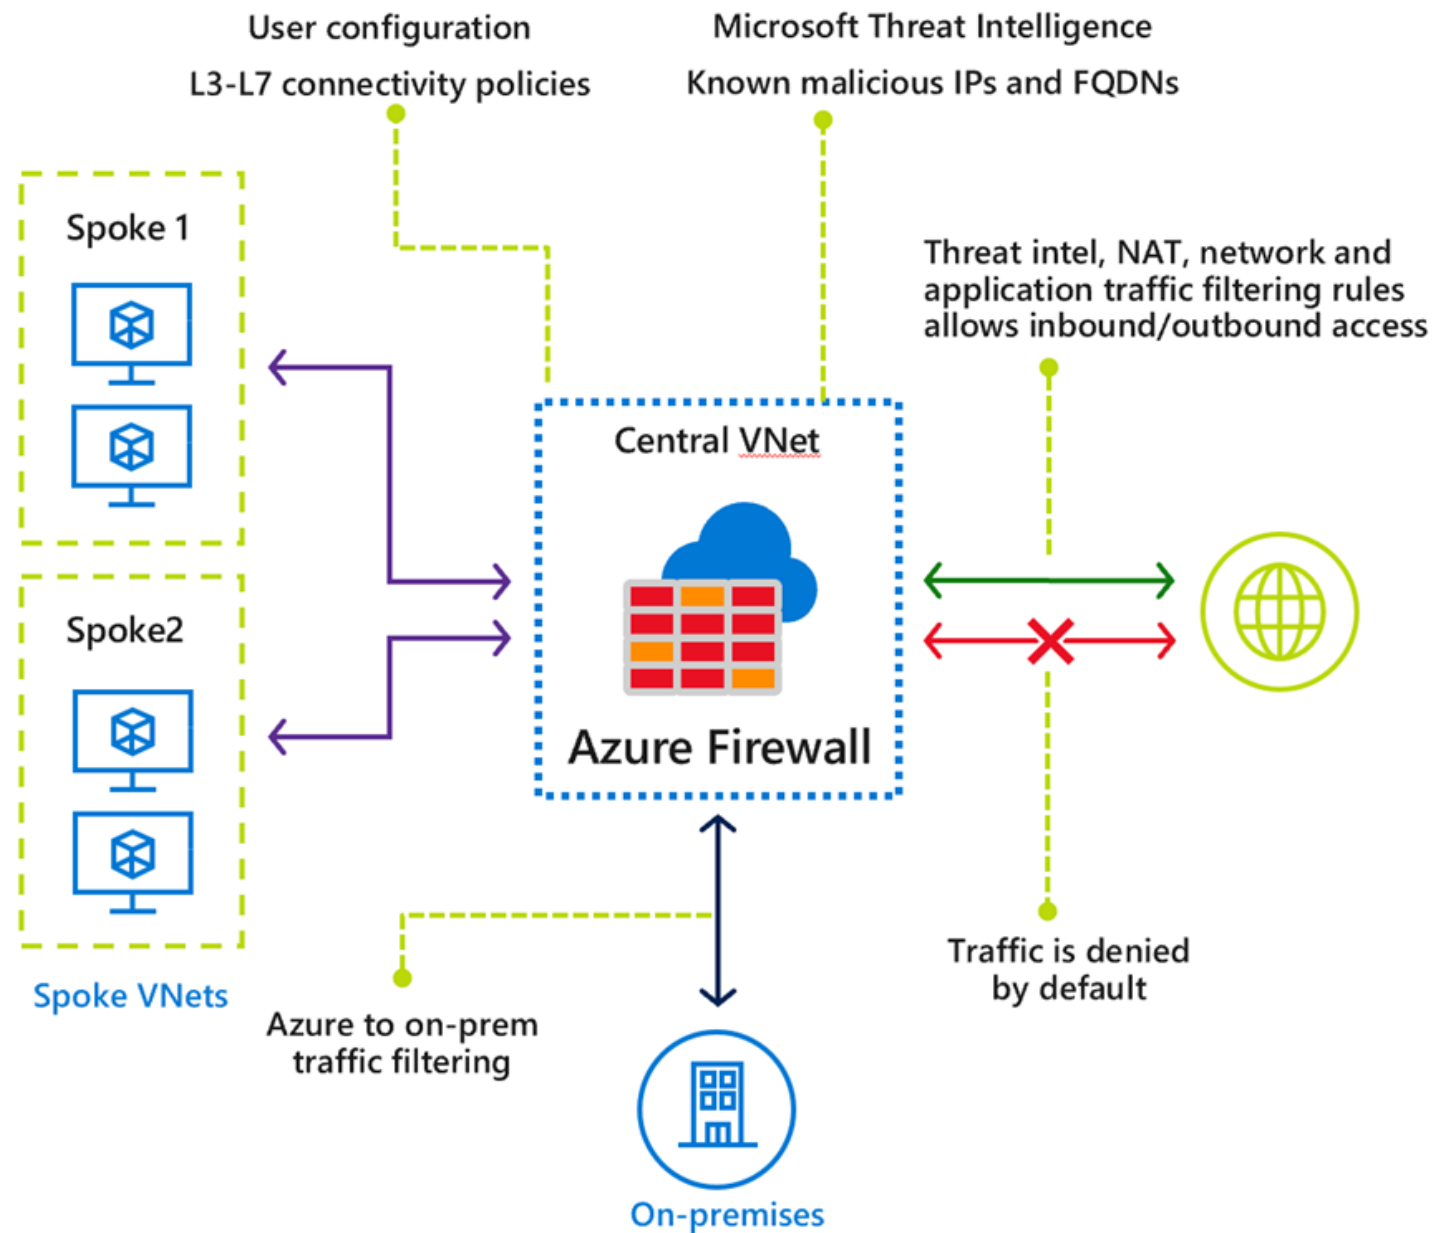 User configuration
L3-L7 connectivity policies
Microsoft Threat Intelligence
Known malicious IPs and FQDNs
Spoke 1
Threat intel, NAT, network and
application traffic filtering rules
allows inbound/outbound access
Central VNet
Azure Firewall
Spoke2
Spoke VNets
Azure to on-prem
traffic filtering
Traffic is denied
by default
On-premises